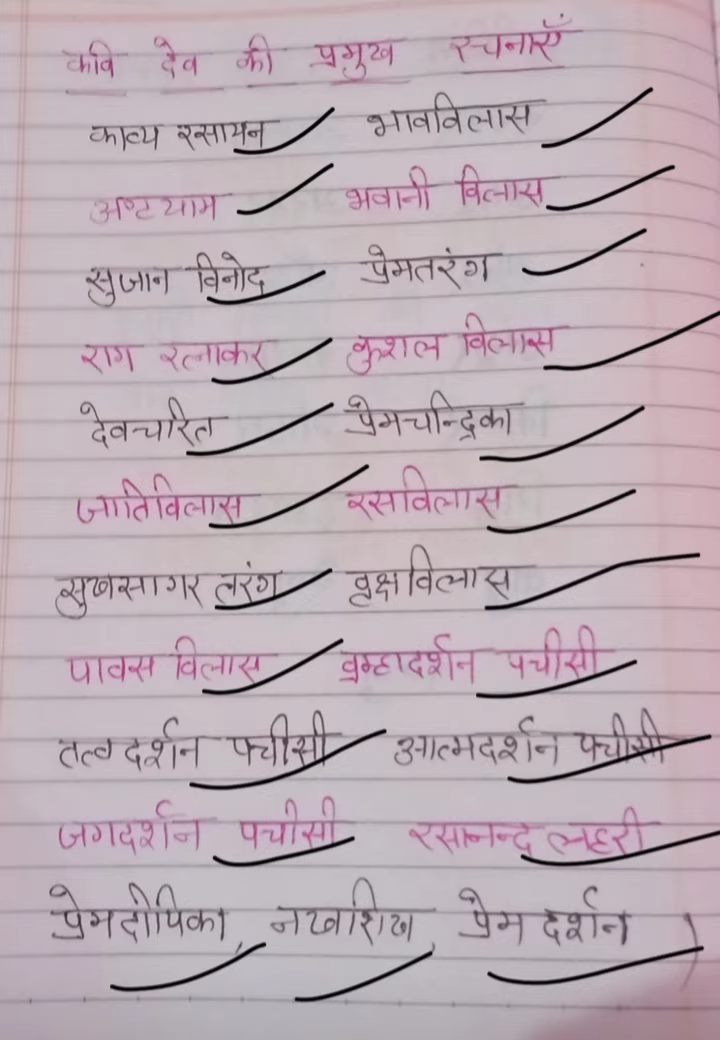 कवि देव की प्रमुख रचनाएँ
काव्य रसायन भावविलास
अष्टयाम भवानी विलास
सुजान विनोद प्रेमतरंग
राग रत्नाकर कुशल विलास
देवचरित प्रेमचन्द्रिका
जातिविलास रसविलास
सुखसागर तरंग वृक्षविलास
पावस विलास ब्रम्हादर्शन पचीसी
तत्व दर्शन पचीसी आत्मदर्शन पचीसी
जगदर्शन पचीसी रसानन्द लहरी
प्रेमदीपिका, नखशिख, प्रेम दर्शन